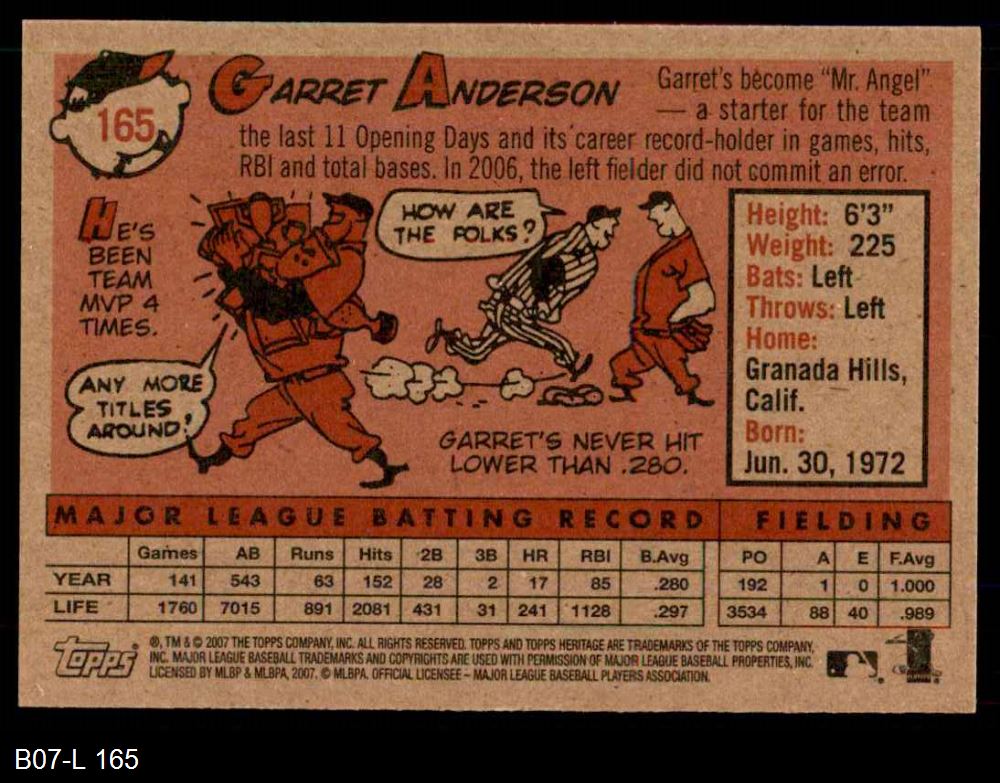 165
GARRET ANDERSON
Garret's become "Mr. Angel"
— a starter for the team
the last 11 Opening Days and its career record-holder in games, hits,
RBI and total bases. In 2006, the left fielder did not commit an error.
HE'S
BEEN
TEAM
MVP 4
TIMES.
ANY MORE
TITLES
AROUND?
HOW ARE
THE FOLKS?
GARRET'S NEVER HIT
LOWER THAN .280.
Height: 6'3"
Weight: 225
Bats: Left
Throws: Left
Home:
Granada Hills,
Calif.
Born:
Jun. 30, 1972
MAJOR LEAGUE BATTING RECORD FIELDING
Games AB Runs Hits 2B 3B HR RBI B.Avg PO A E F.Avg
YEAR 141 543 63 152 28 2 17 85 .280 192 1 0 1.000
LIFE 1760 7015 891 2081 431 31 241 1128 .297 3534 88 40 .989
Topps
®, TM & © 2007 THE TOPPS COMPANY, INC. ALL RIGHTS RESERVED. TOPPS AND TOPPS HERITAGE ARE TRADEMARKS OF THE TOPPS COMPANY,
INC. MAJOR LEAGUE BASEBALL TRADEMARKS AND COPYRIGHTS ARE USED WITH PERMISSION OF MAJOR LEAGUE BASEBALL PROPERTIES, INC.
LICENSED BY MLBP & MLBPA, 2007. © MLBPA. OFFICIAL LICENSEE – MAJOR LEAGUE BASEBALL PLAYERS ASSOCIATION.
B07-L 165